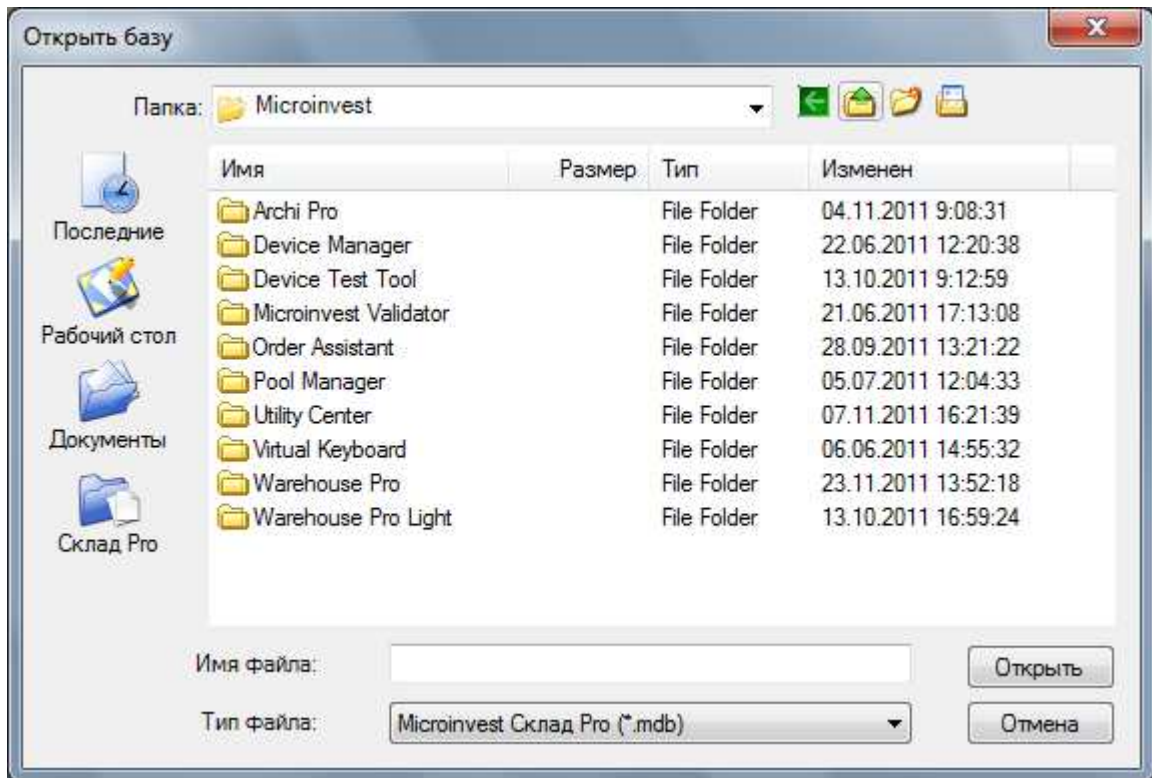 Открыть базу
Папка: Microinvest
Имя Размер Тип Изменен
Archi Pro File Folder 04.11.2011 9:08:31
Device Manager File Folder 22.06.2011 12:20:38
Device Test Tool File Folder 13.10.2011 9:12:59
Microinvest Validator File Folder 21.06.2011 17:13:08
Order Assistant File Folder 28.09.2011 13:21:22
Pool Manager File Folder 05.07.2011 12:04:33
Utility Center File Folder 07.11.2011 16:21:39
Virtual Keyboard File Folder 06.06.2011 14:55:32
Warehouse Pro File Folder 23.11.2011 13:52:18
Warehouse Pro Light File Folder 13.10.2011 16:59:24
Последние
Рабочий стол
Документы
Склад Pro
Имя файла: Открыть
Тип файла: Microinvest Склад Pro (*.mdb) Отмена